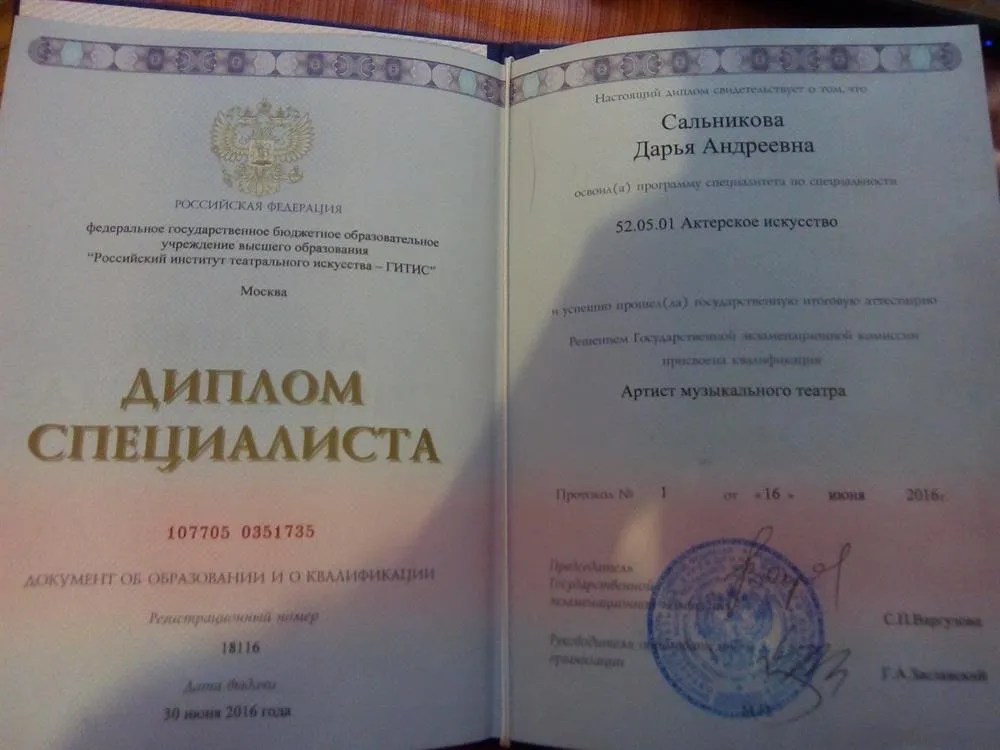 РОССИЙСКАЯ ФЕДЕРАЦИЯ
федеральное государственное бюджетное образовательное
учреждение высшего образования
"Российский институт театрального искусства – ГИТИС"
Москва
ДИПЛОМ
СПЕЦИАЛИСТА
107705 0351735
ДОКУМЕНТ ОБ ОБРАЗОВАНИИ И О КВАЛИФИКАЦИИ
Регистрационный номер
18116
Дата выдачи
30 июня 2016 года
Настоящий диплом свидетельствует о том, что
Сальникова
Дарья Андреевна
освоил(а) программу специалитета по специальности
52.05.01 Актерское искусство
и успешно прошел(ла) государственную итоговую аттестацию
Решением Государственной экзаменационной комиссии
присвоена квалификация
Артист музыкального театра
Протокол № 1 от «16» июня 2016г.
Председатель
Государственной
экзаменационной комиссии
С.П.Варгузова
Руководитель образовательной
организации
Г.А.Заславский
М.П.